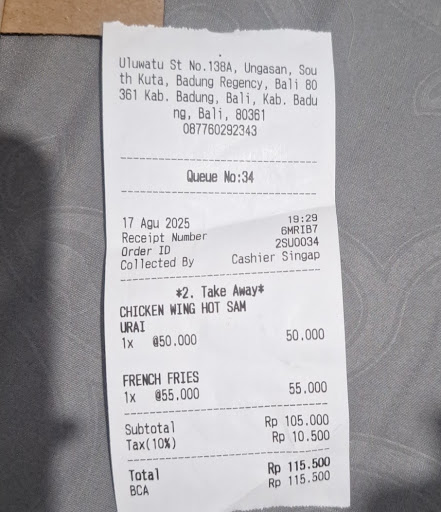 Uluwatu St No.138A, Ungasan, Sou
th Kuta, Badung Regency, Bali 80
361 Kab. Badung, Bali, Kab. Badu
ng, Bali, 80361
087760292343
Queue No:34
17 Agu 2025 19:29
Receipt Number 6MRIB7
Order ID 2SU0034
Collected By Cashier Singap
*2. Take Away*
CHICKEN WING HOT SAM
URAI
1x @50.000 50.000
FRENCH FRIES
1x @55.000 55.000
Subtotal Rp 105.000
Tax(10%) Rp 10.500
Total Rp 115.500
BCA Rp 115.500